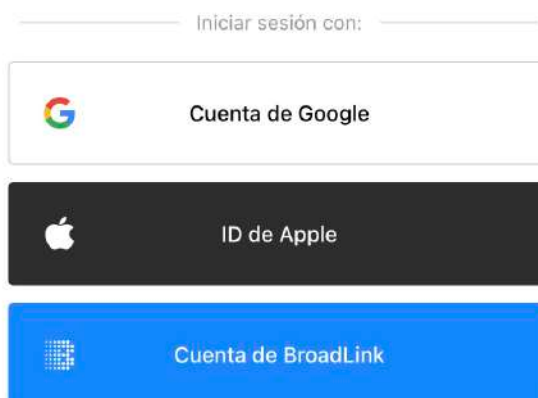 Iniciar sesión con:
Cuenta de Google
ID de Apple
Cuenta de BroadLink